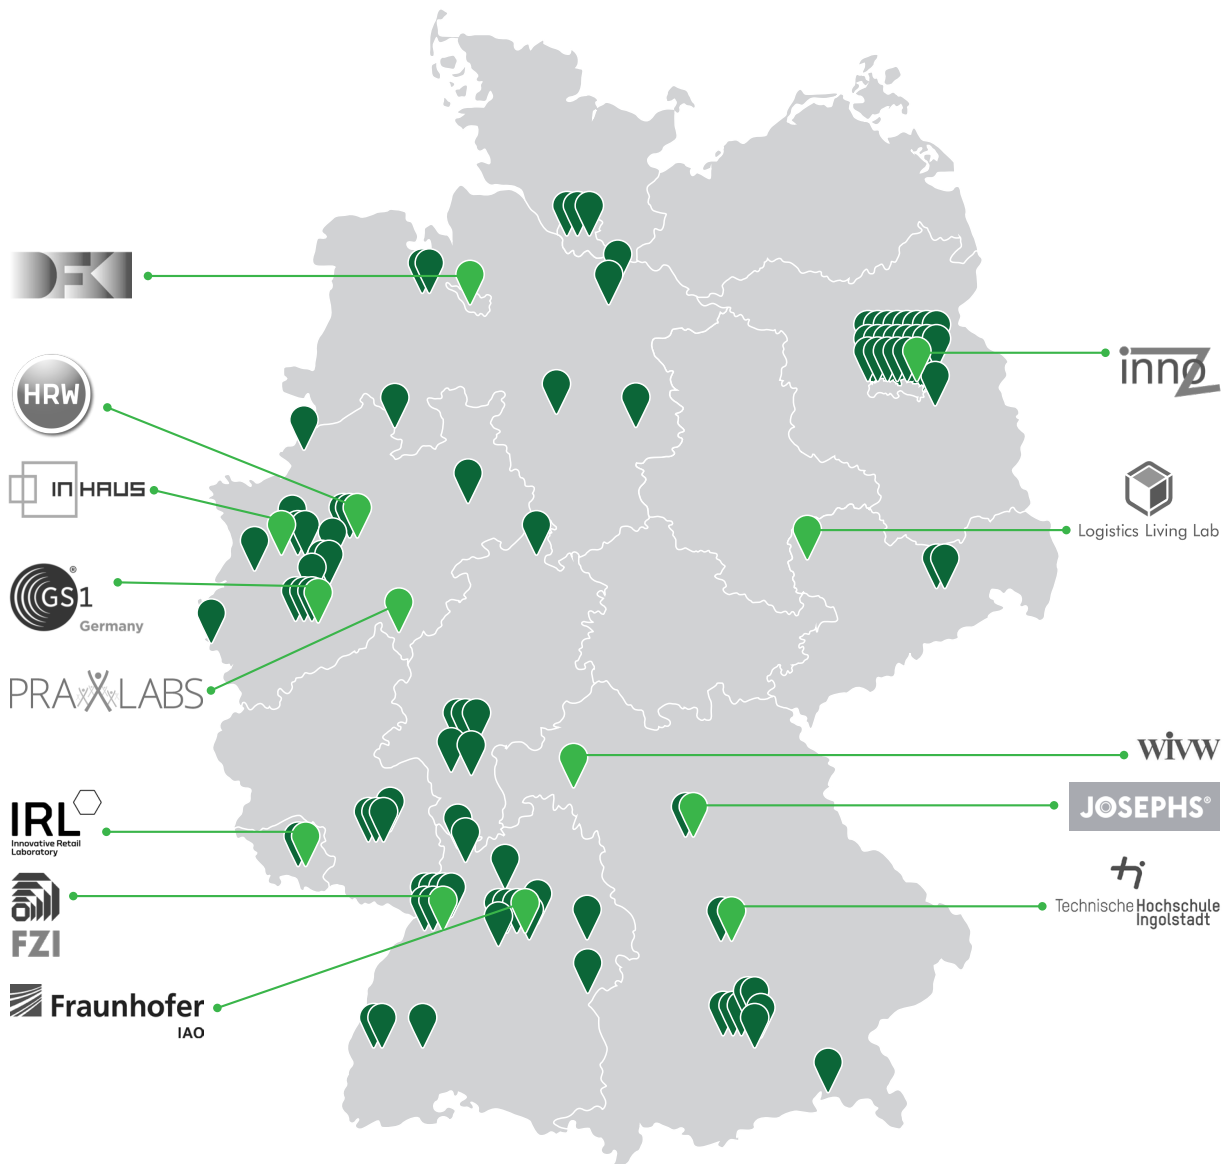 DFKI
HRW
INHAUS
GS1
®
Germany
PRAXLABS
IRL
Innovative Retail
Laboratory
FZI
Fraunhofer
IAO
innoZ
Logistics Living Lab
wivw
JOSEPHS®
thi
Technische Hochschule
Ingolstadt